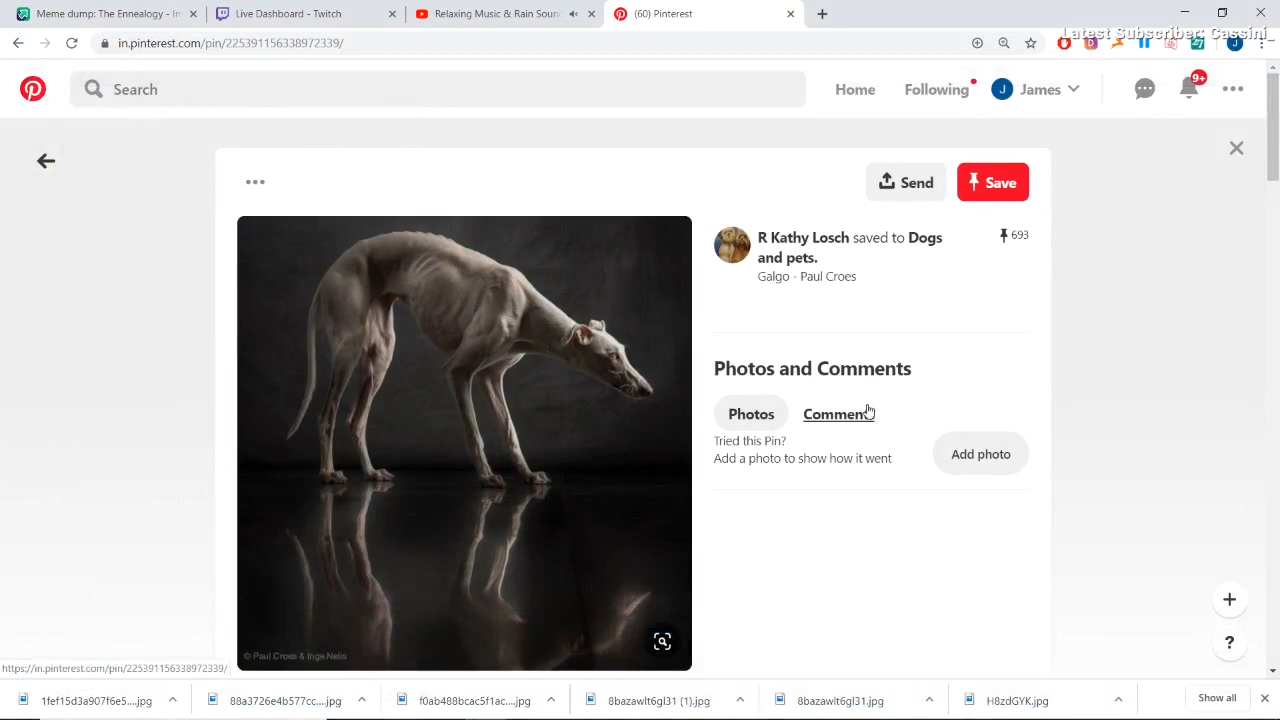 Meme dump: The Ennealog - In
Live Dashboard - Twitch
Relaxing Music & Rain Soun
(60) Pinterest
in.pinterest.com/pin/225391156338972339/
Latest Subscriber: Cassini
Search
Home
Following
J
James
9+
Send
Save
R Kathy Losch saved to Dogs
and pets.
Galgo - Paul Croes
693
Photos and Comments
Photos
Comments
Tried this Pin?
Add a photo to show how it went
Add photo
© Paul Croes & Inge Nelis
?
https://in.pinterest.com/pin/225391156338972339/
1fef15d3a907f6e5....jpg
88a3726e4b577cc....jpg
f0ab488bcac5f1ac....jpg
8bazawlt6gl31 (1).jpg
8bazawlt6gl31.jpg
H8zdGYK.jpg
Show all